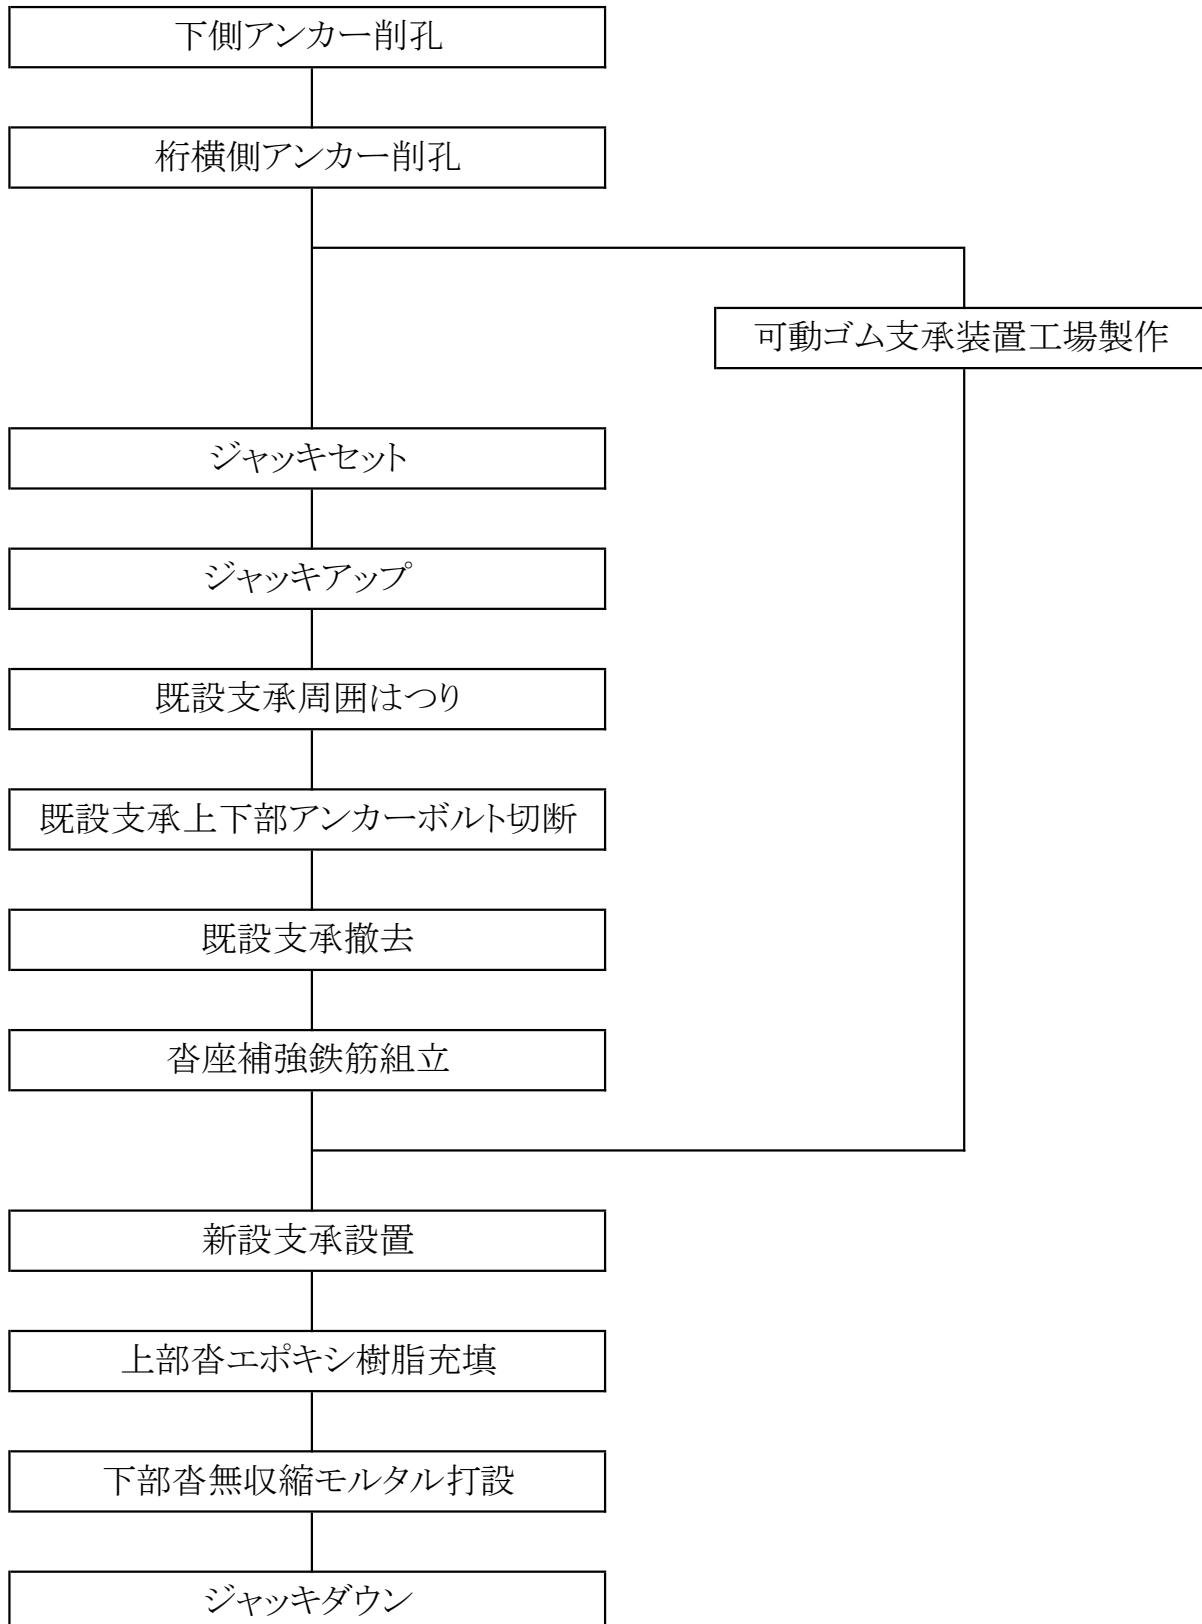 下側アンカー削孔
桁横側アンカー削孔
可動ゴム支承装置工場製作
ジャッキセット
ジャッキアップ
既設支承周囲はつり
既設支承上下部アンカーボルト切断
既設支承撤去
沓座補強鉄筋組立
新設支承設置
上部沓エポキシ樹脂充填
下部沓無収縮モルタル打設
ジャッキダウン